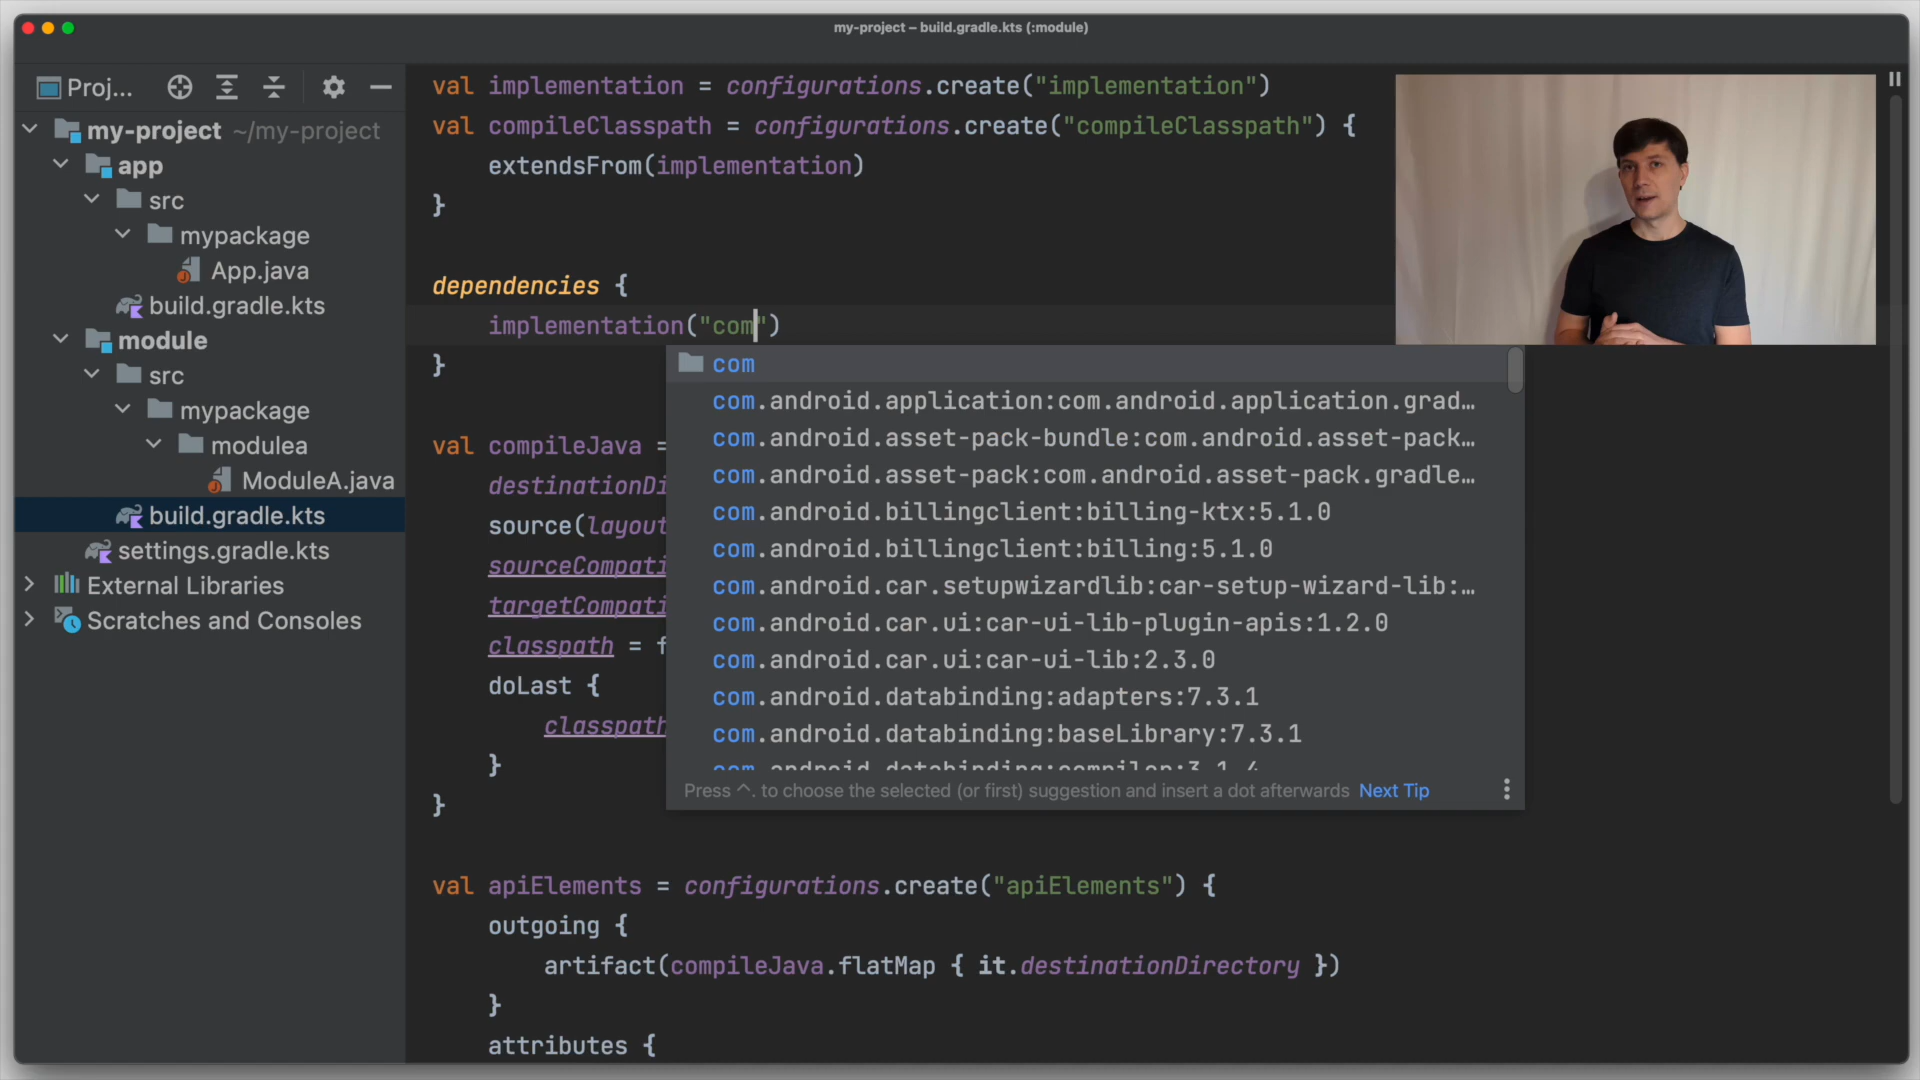 my-project – build.gradle.kts (:module)
Proj...
my-project ~/my-project
app
src
mypackage
App.java
build.gradle.kts
module
src
mypackage
modulea
ModuleA.java
build.gradle.kts
settings.gradle.kts
External Libraries
Scratches and Consoles
val implementation = configurations.create("implementation")
val compileClasspath = configurations.create("compileClasspath") {
extendsFrom(implementation)
}
dependencies {
implementation("com")
}
val compileJava =
destinationDi
source(layout
sourceCompati
targetCompati
classpath = f
doLast {
classpath
}
}
com
com.android.application:com.android.application.grad…
com.android.asset-pack-bundle:com.android.asset-pack…
com.android.asset-pack:com.android.asset-pack.gradle…
com.android.billingclient:billing-ktx:5.1.0
com.android.billingclient:billing:5.1.0
com.android.car.setupwizardlib:car-setup-wizard-lib:…
com.android.car.ui:car-ui-lib-plugin-apis:1.2.0
com.android.car.ui:car-ui-lib:2.3.0
com.android.databinding:adapters:7.3.1
com.android.databinding:baseLibrary:7.3.1
com.android.databinding:compiler:3.1.4
Press ^. to choose the selected (or first) suggestion and insert a dot afterwards Next Tip
val apiElements = configurations.create("apiElements") {
outgoing {
artifact(compileJava.flatMap { it.destinationDirectory })
}
attributes {